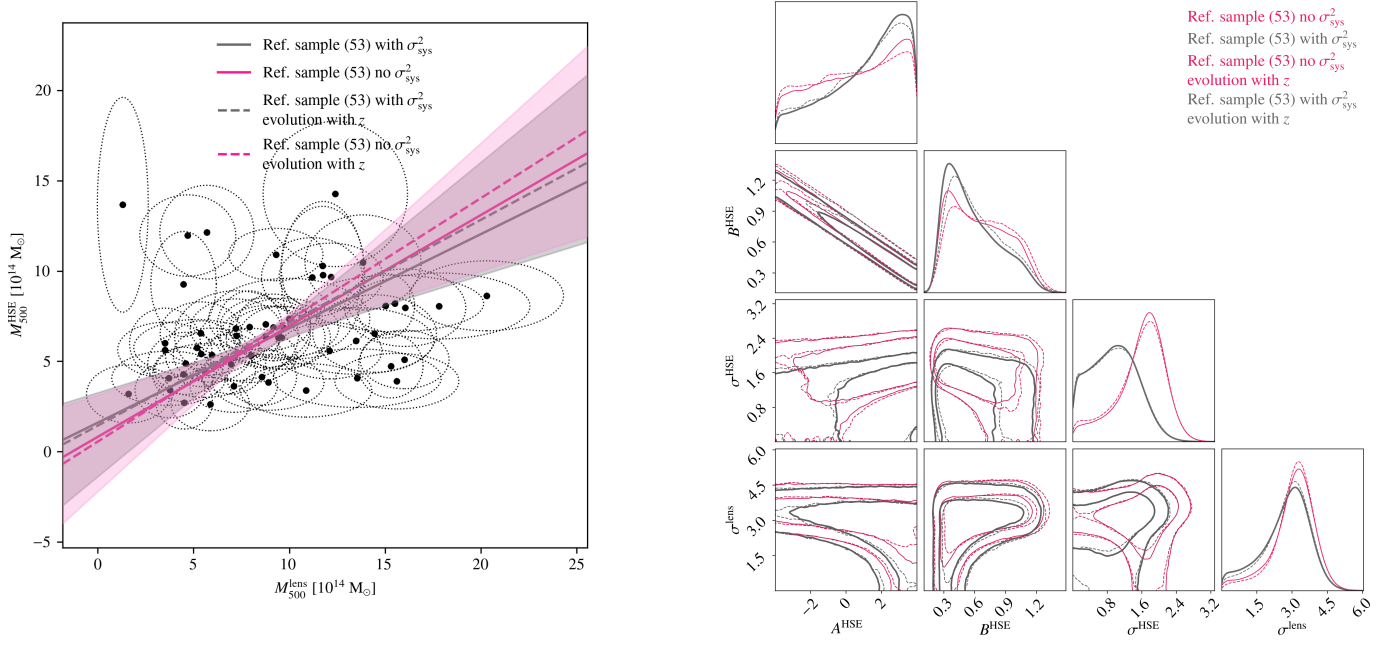 Ref. sample (53) with σ²sys
Ref. sample (53) no σ²sys
Ref. sample (53) with σ²sys
evolution with z
Ref. sample (53) no σ²sys
evolution with z
20
15
10
5
0
−5
M₅₀₀^HSE [10¹⁴ M⊙]
0
5
10
15
20
25
M₅₀₀^lens [10¹⁴ M⊙]
Ref. sample (53) no σ²sys
Ref. sample (53) with σ²sys
Ref. sample (53) no σ²sys
evolution with z
Ref. sample (53) with σ²sys
evolution with z
B^HSE
1.2
0.9
0.6
0.3
σ^HSE
3.2
2.4
1.6
0.8
σ^lens
6.0
4.5
3.0
1.5
−2
0
2
A^HSE
0.3
0.6
0.9
1.2
B^HSE
0.8
1.6
2.4
3.2
σ^HSE
1.5
3.0
4.5
6.0
σ^lens